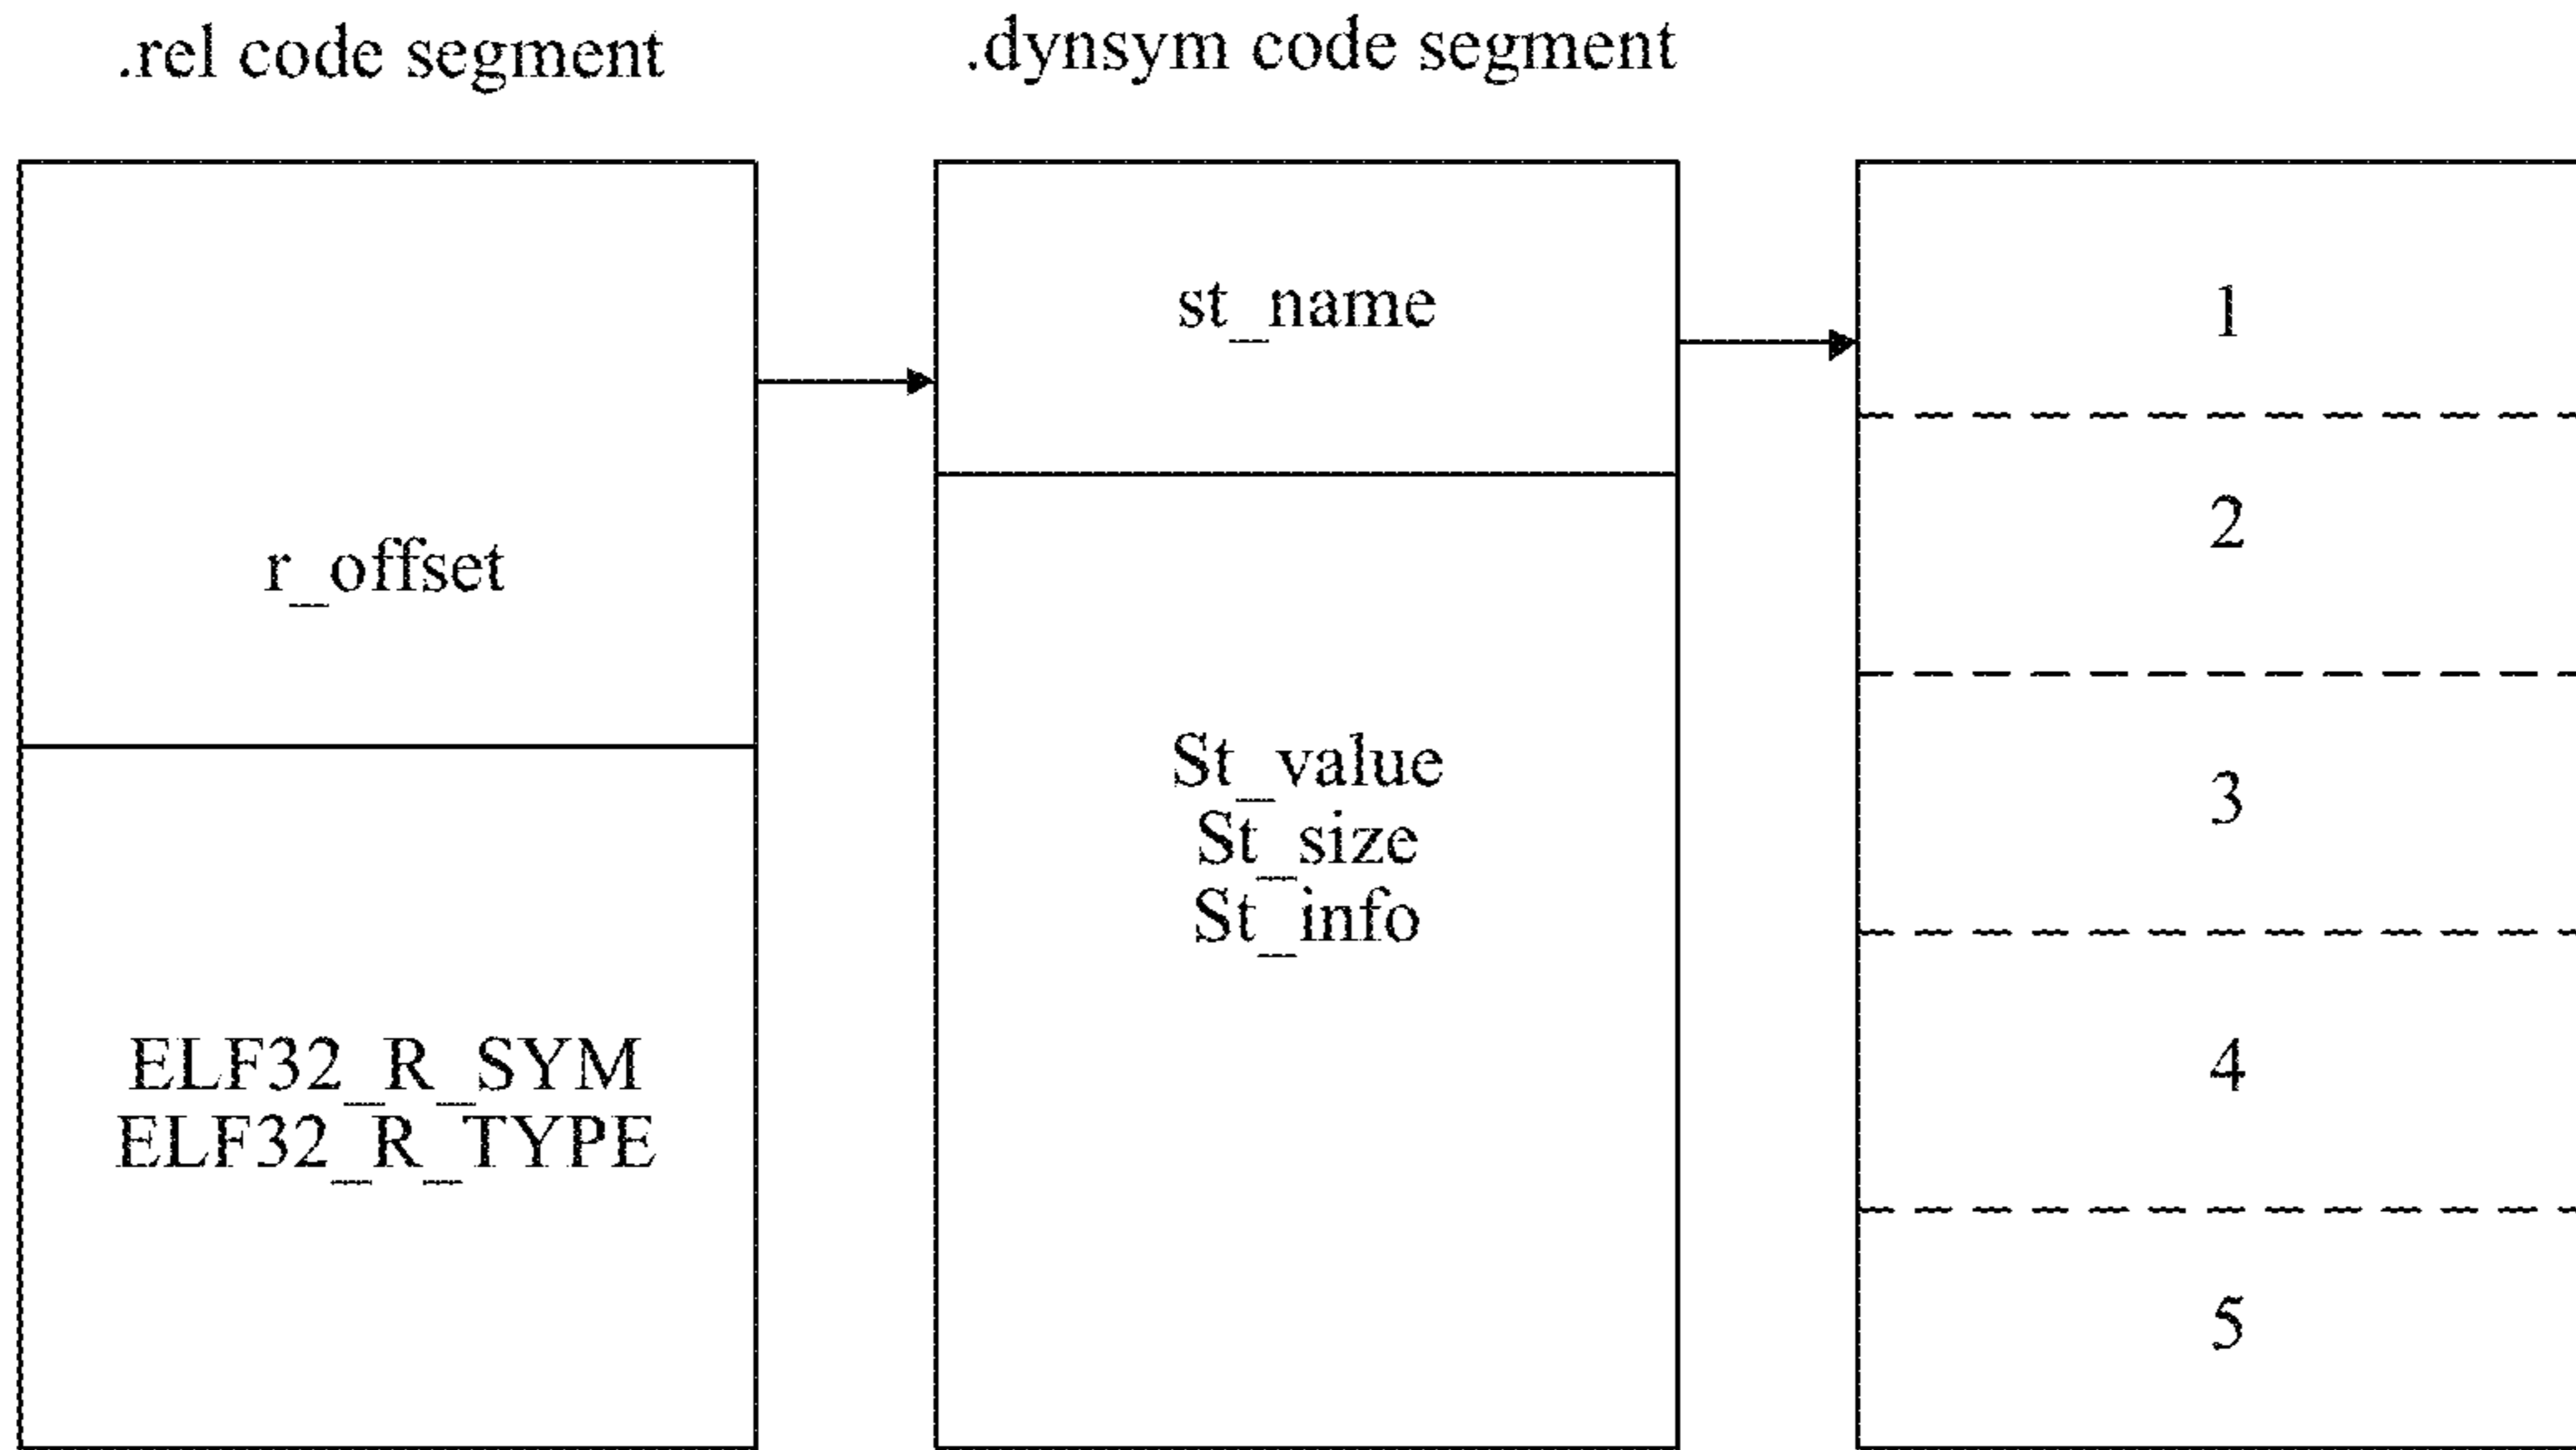 .rel code segment
.dynsym code segment
r_offset
ELF32_R_SYM
ELF32_R_TYPE
st_name
St_value
St_size
St_info
1
2
3
4
5